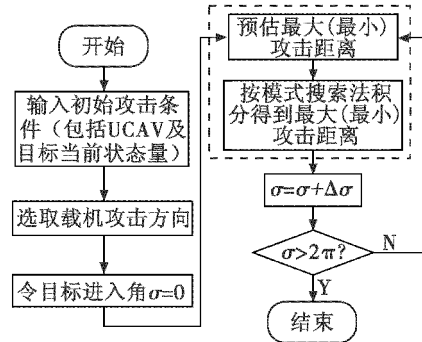 开始
输入初始攻击条
件（包括UCAV及
目标当前状态量）
选取载机攻击方向
令目标进入角σ=0
预估最大(最小)
攻击距离
按模式搜索法积
分得到最大(最小)
攻击距离
σ=σ+Δσ
σ>2π?
N
Y
结束